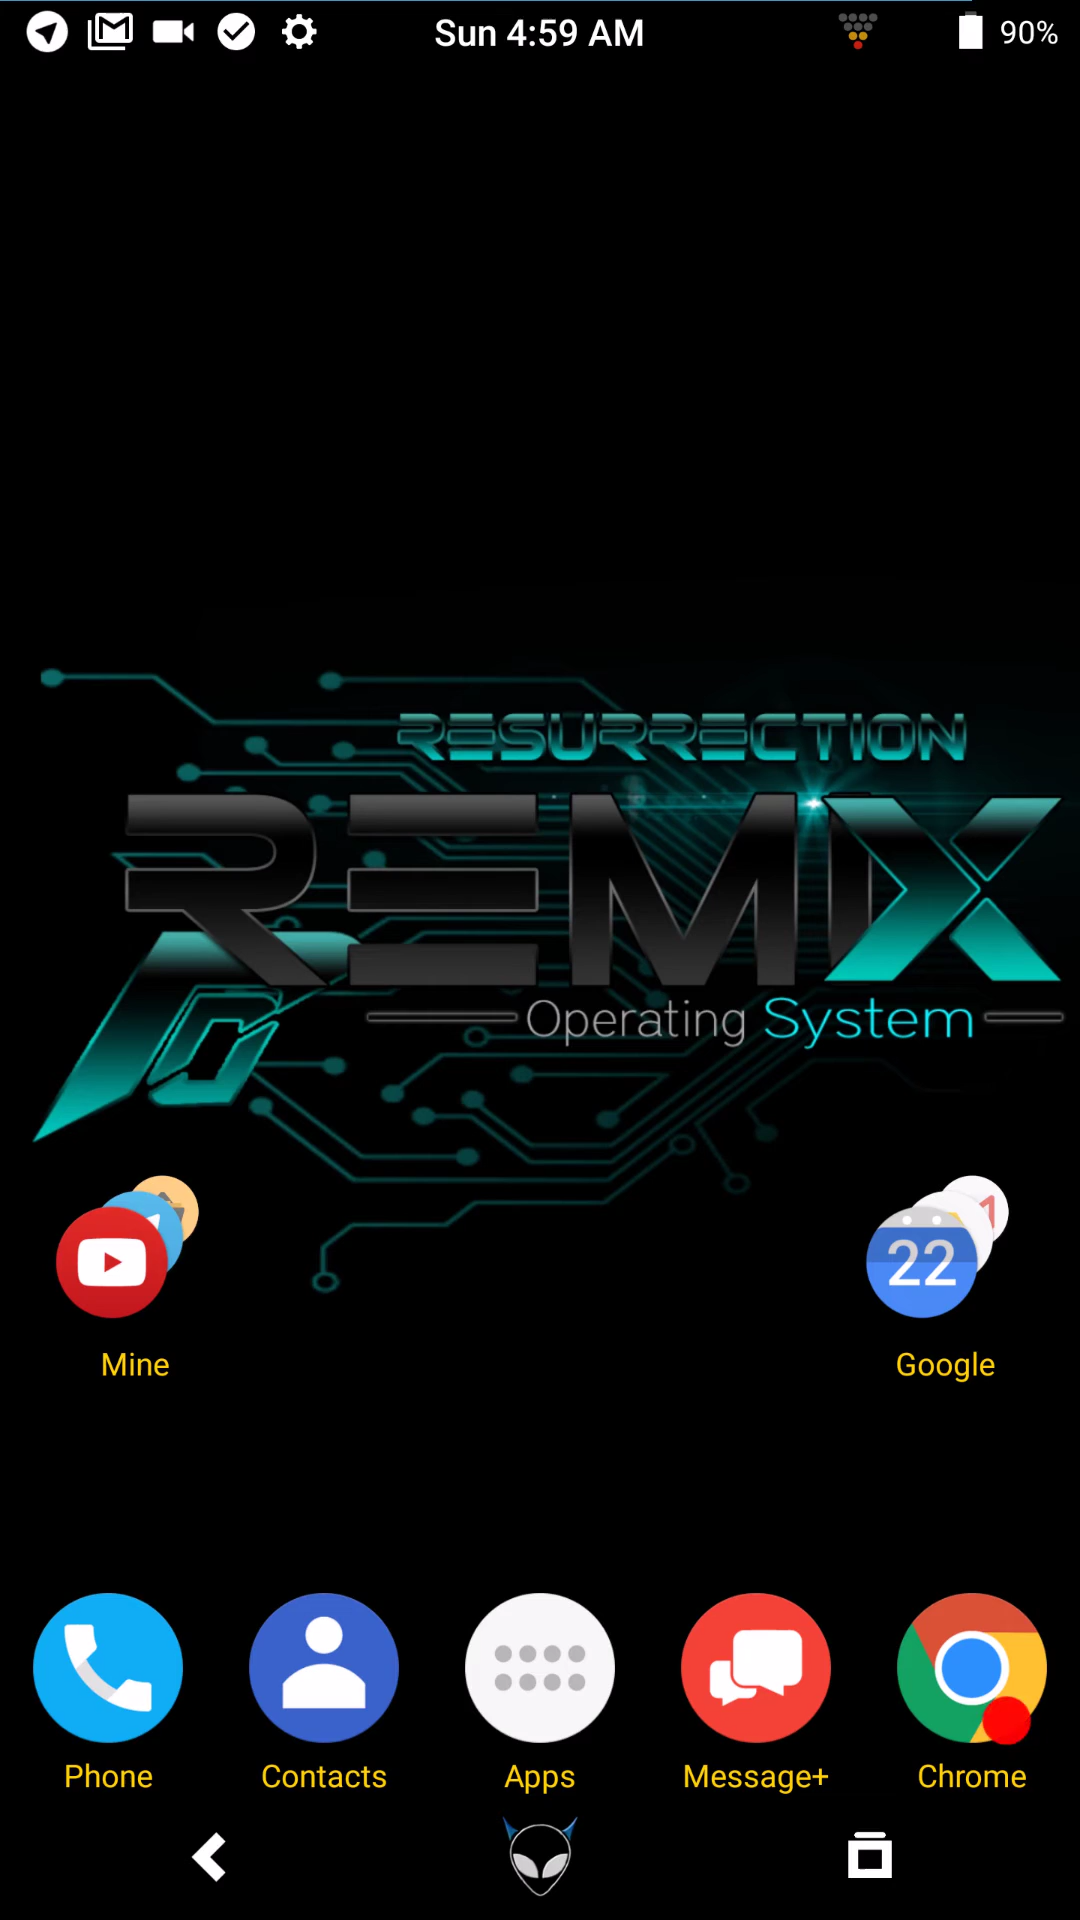 Sun 4:59 AM
90%
RESURRECTION
REMIX
Operating System
22
Mine
Google
Phone
Contacts
Apps
Message+
Chrome